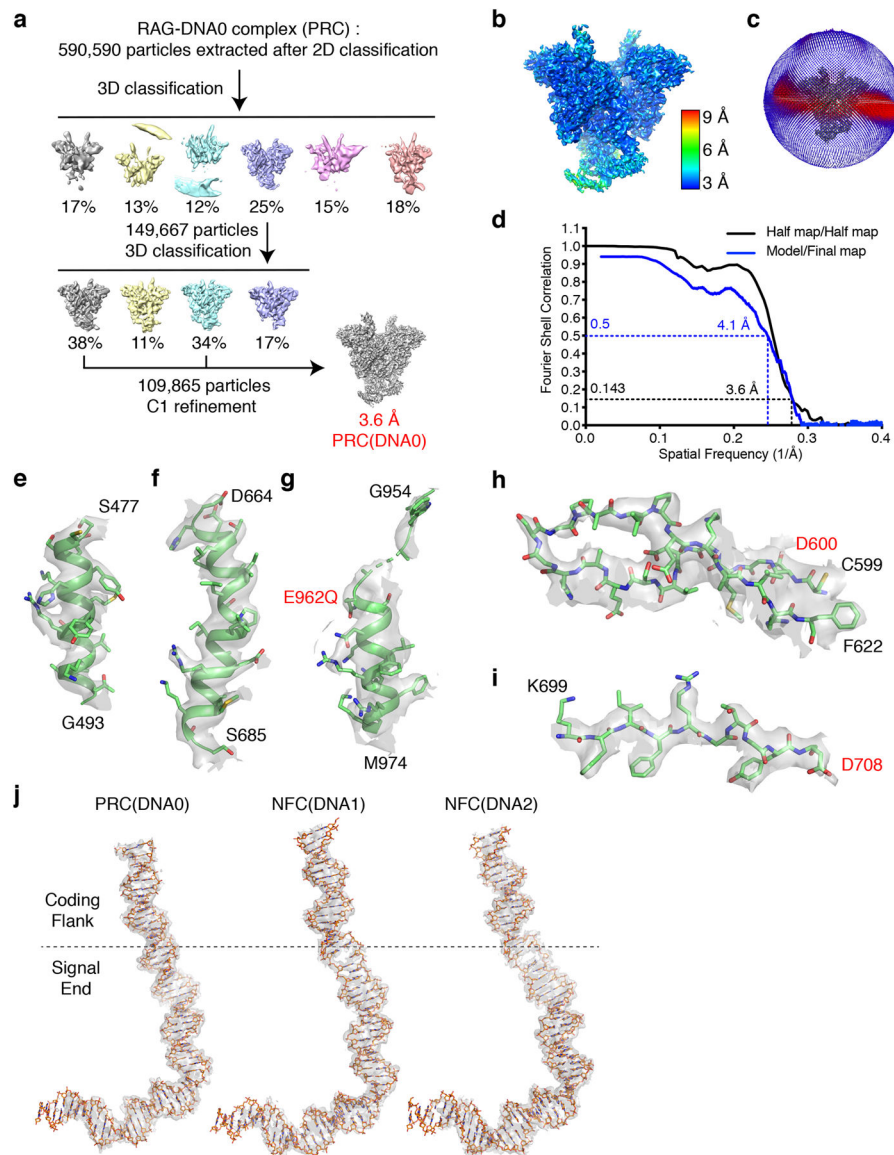 a
RAG-DNA0 complex (PRC) :
590,590 particles extracted after 2D classification
3D classification
17% 13% 12% 25% 15% 18%
149,667 particles
3D classification
38% 11% 34% 17%
109,865 particles
C1 refinement
3.6 Å
PRC(DNA0)
b
9 Å
6 Å
3 Å
c
d
Half map/Half map
Model/Final map
Fourier Shell Correlation
1.1
1.0
0.9
0.8
0.7
0.6
0.5
0.4
0.3
0.2
0.1
0.0
0.5 4.1 Å
0.143 3.6 Å
0.0 0.1 0.2 0.3 0.4
Spatial Frequency (1/Å)
e
S477
G493
f
D664
S685
g
G954
E962Q
M974
h
D600
C599
F622
i
K699
D708
j
PRC(DNA0) NFC(DNA1) NFC(DNA2)
Coding
Flank
Signal
End